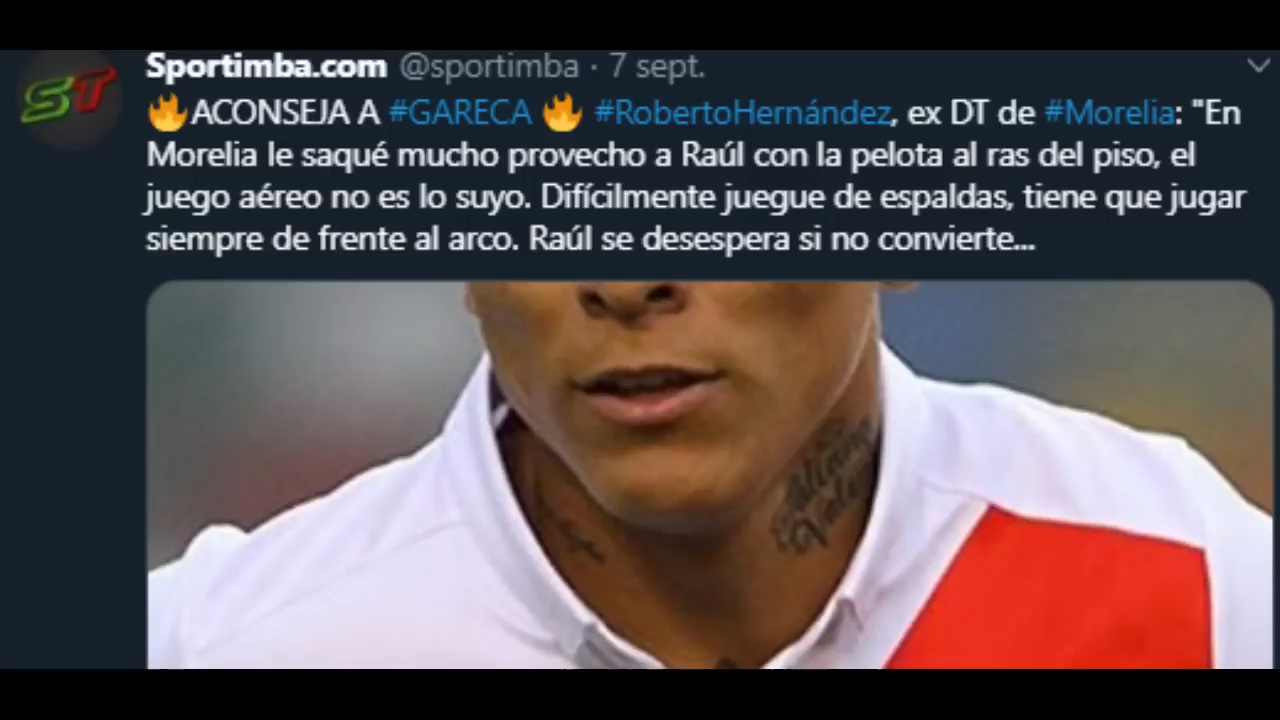 ST
Sportimba.com @sportimba · 7 sept.
🔥ACONSEJA A #GARECA 🔥 #RobertoHernández, ex DT de #Morelia: "En
Morelia le saqué mucho provecho a Raúl con la pelota al ras del piso, el
juego aéreo no es lo suyo. Difícilmente juegue de espaldas, tiene que jugar
siempre de frente al arco. Raúl se desespera si no convierte...